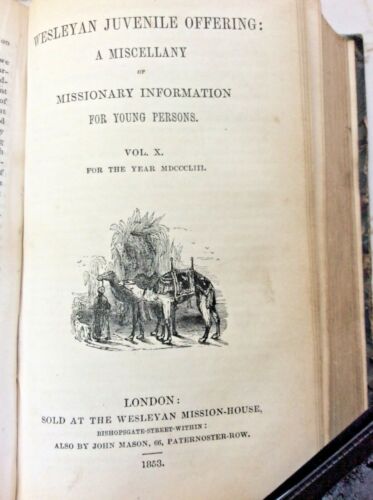 WESLEYAN JUVENILE OFFERING:
A MISCELLANY
OF
MISSIONARY INFORMATION
FOR YOUNG PERSONS.
VOL. X.
FOR THE YEAR MDCCCLIII.
LONDON:
SOLD AT THE WESLEYAN MISSION-HOUSE,
BISHOPSGATE-STREET-WITHIN:
ALSO BY JOHN MASON, 66, PATERNOSTER-ROW.
1853.